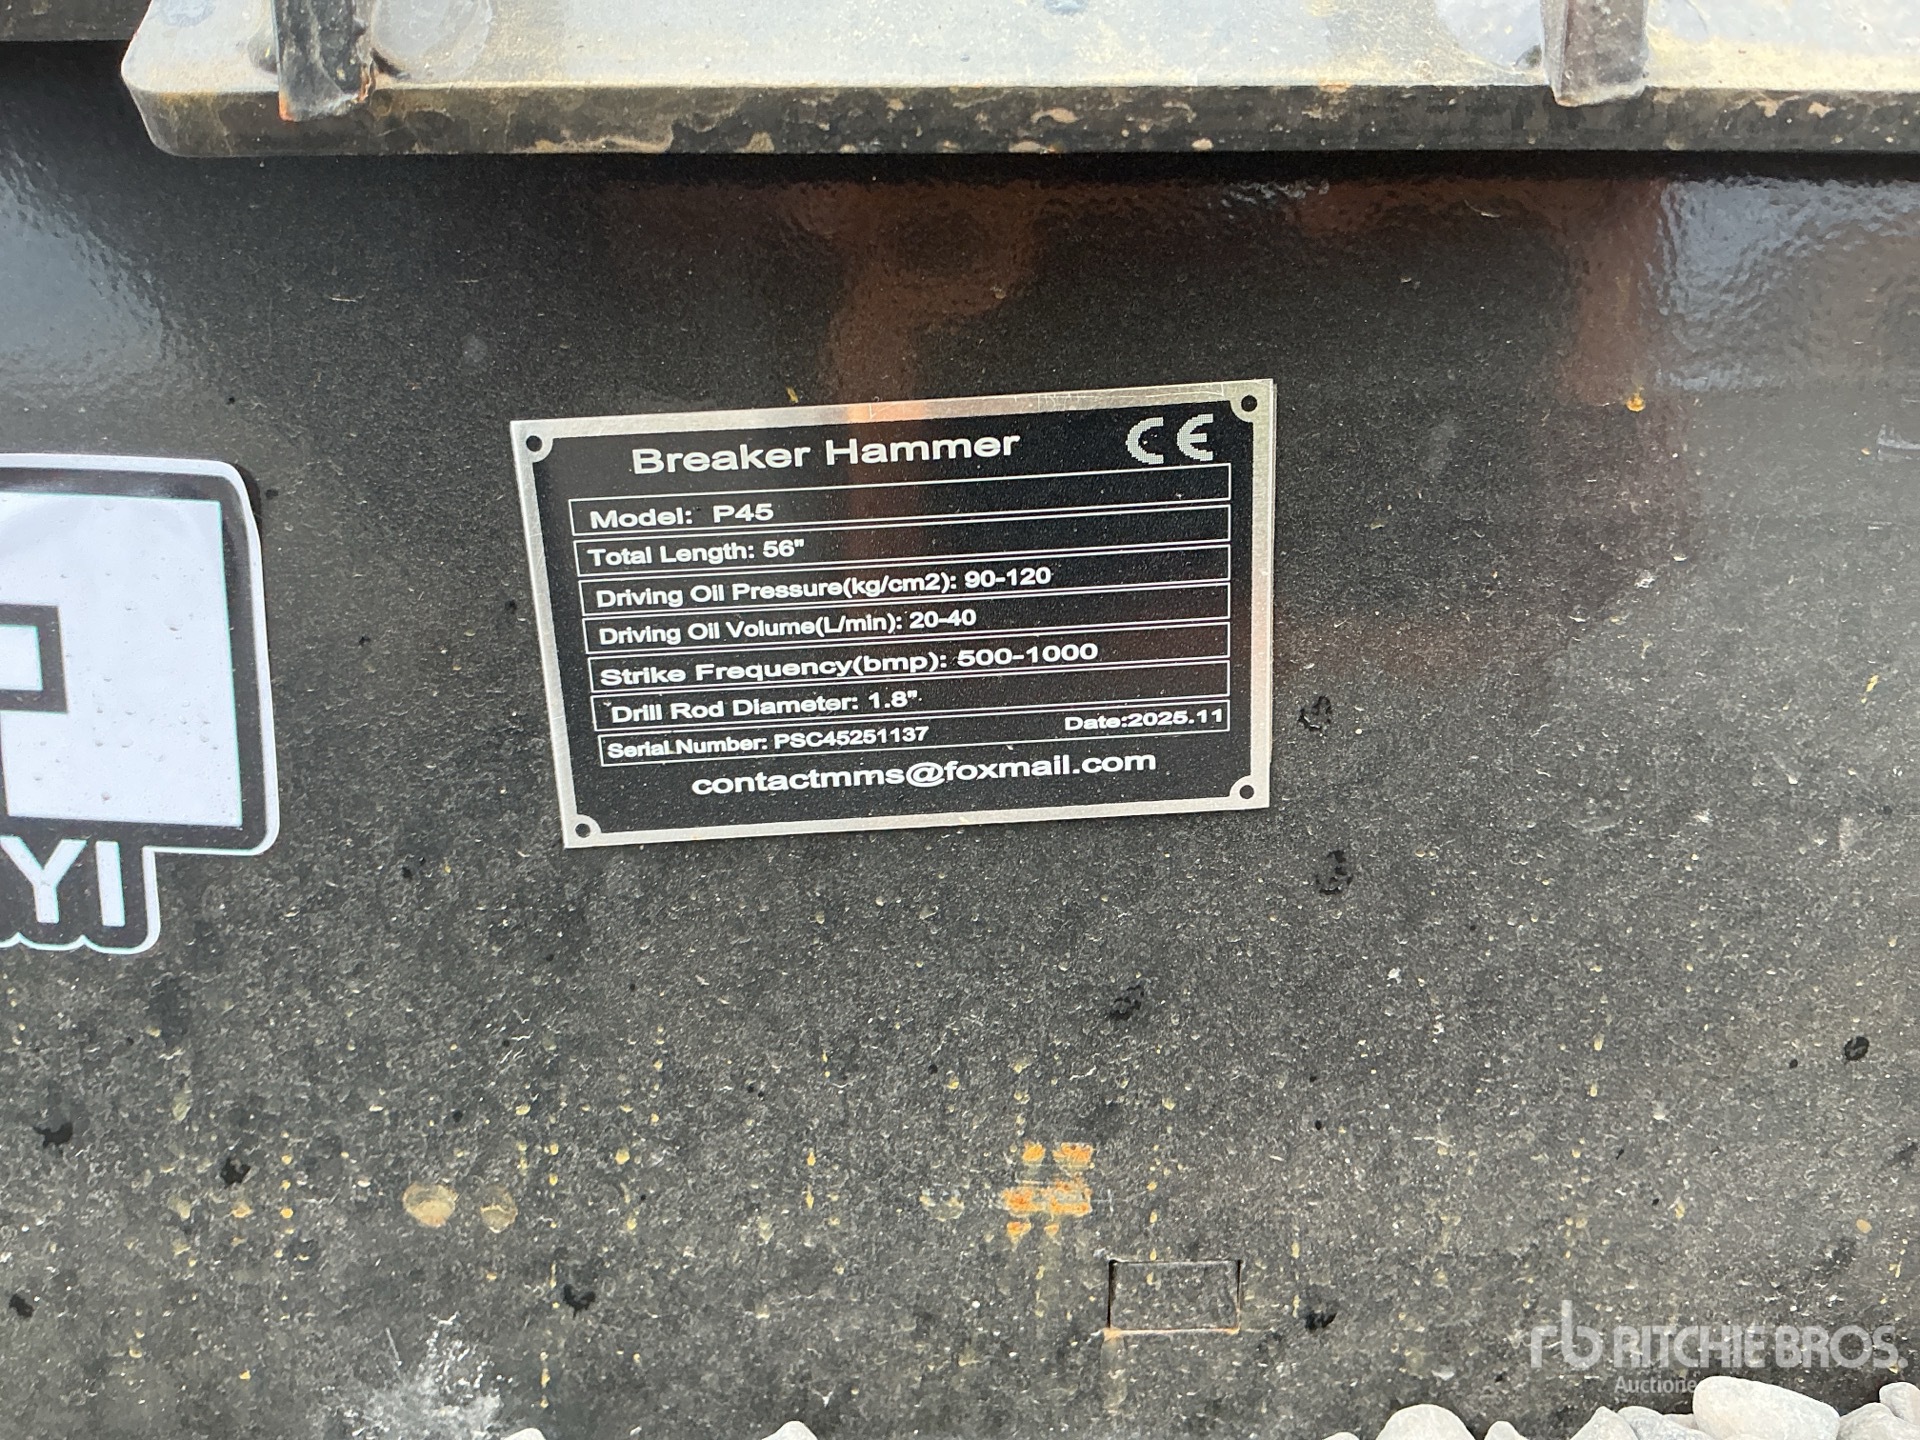 Breaker Hammer CE
Model: P45
Total Length: 56"
Driving Oil Pressure(kg/cm2): 90-120
Driving Oil Volume(L/min): 20-40
Strike Frequency(bmp): 500-1000
Drill Rod Diameter: 1.8"
Serial Number: PSC45251137 Date:2025.11
contactmms@foxmail.com
YI
rb RITCHIE BROS.